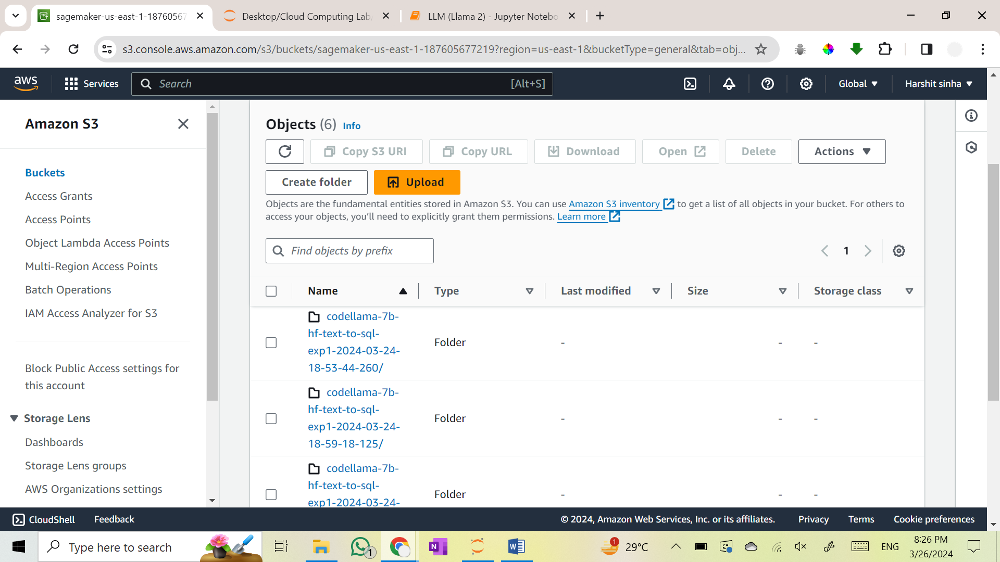 sagemaker-us-east-1-18760567
Desktop/Cloud Computing Lab/
LLM (Llama 2) - Jupyter Notebo
s3.console.aws.amazon.com/s3/buckets/sagemaker-us-east-1-187605677219?region=us-east-1&bucketType=general&tab=obj...
aws
Services
Search
[Alt+S]
Global
Harshit sinha
Amazon S3
Buckets
Access Grants
Access Points
Object Lambda Access Points
Multi-Region Access Points
Batch Operations
IAM Access Analyzer for S3
Block Public Access settings for
this account
Storage Lens
Dashboards
Storage Lens groups
AWS Organizations settings
Objects (6) Info
Copy S3 URI
Copy URL
Download
Open
Delete
Actions
Create folder
Upload
Objects are the fundamental entities stored in Amazon S3. You can use Amazon S3 inventory to get a list of all objects in your bucket. For others to
access your objects, you’ll need to explicitly grant them permissions. Learn more
Find objects by prefix
1
Name
Type
Last modified
Size
Storage class
codellama-7b-
hf-text-to-sql-
exp1-2024-03-24-
18-53-44-260/
Folder
-
-
-
codellama-7b-
hf-text-to-sql-
exp1-2024-03-24-
18-59-18-125/
Folder
-
-
-
codellama-7b-
hf-text-to-sql-
exp1-2024-03-24-
Folder
-
-
-
CloudShell
Feedback
© 2024, Amazon Web Services, Inc. or its affiliates.
Privacy
Terms
Cookie preferences
Type here to search
1
N
W
1
29°C
ENG
8:26 PM
3/26/2024